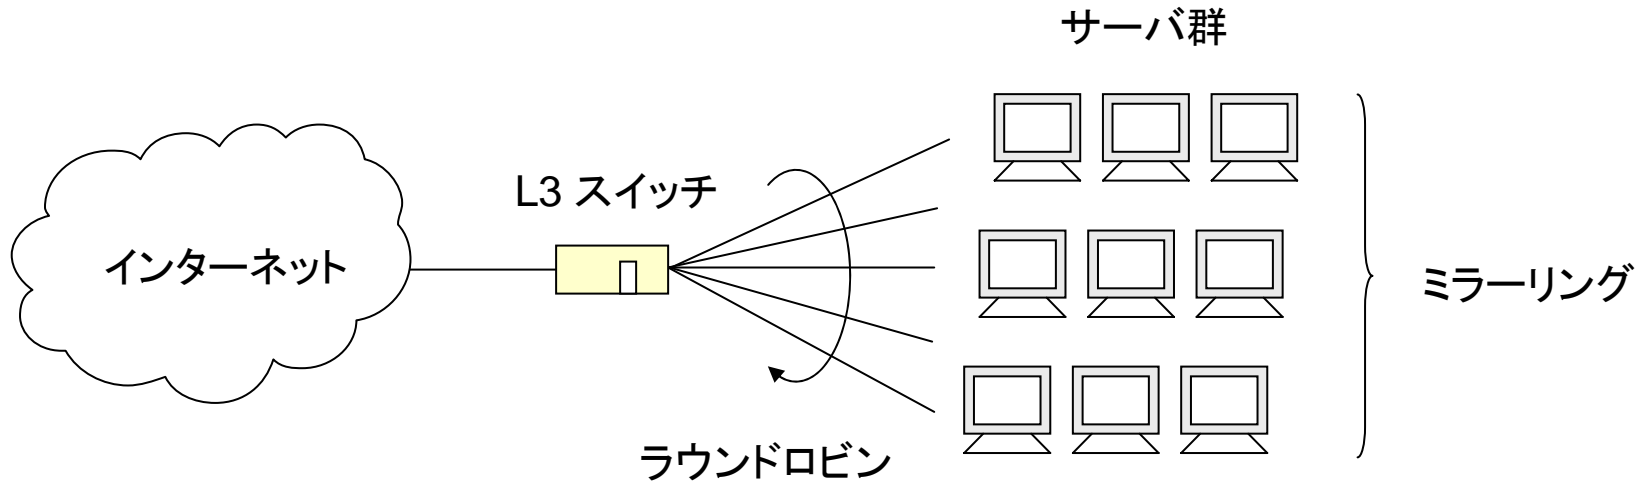 サーバ群
L3 スイッチ
インターネット
ミラーリング
ラウンドロビン